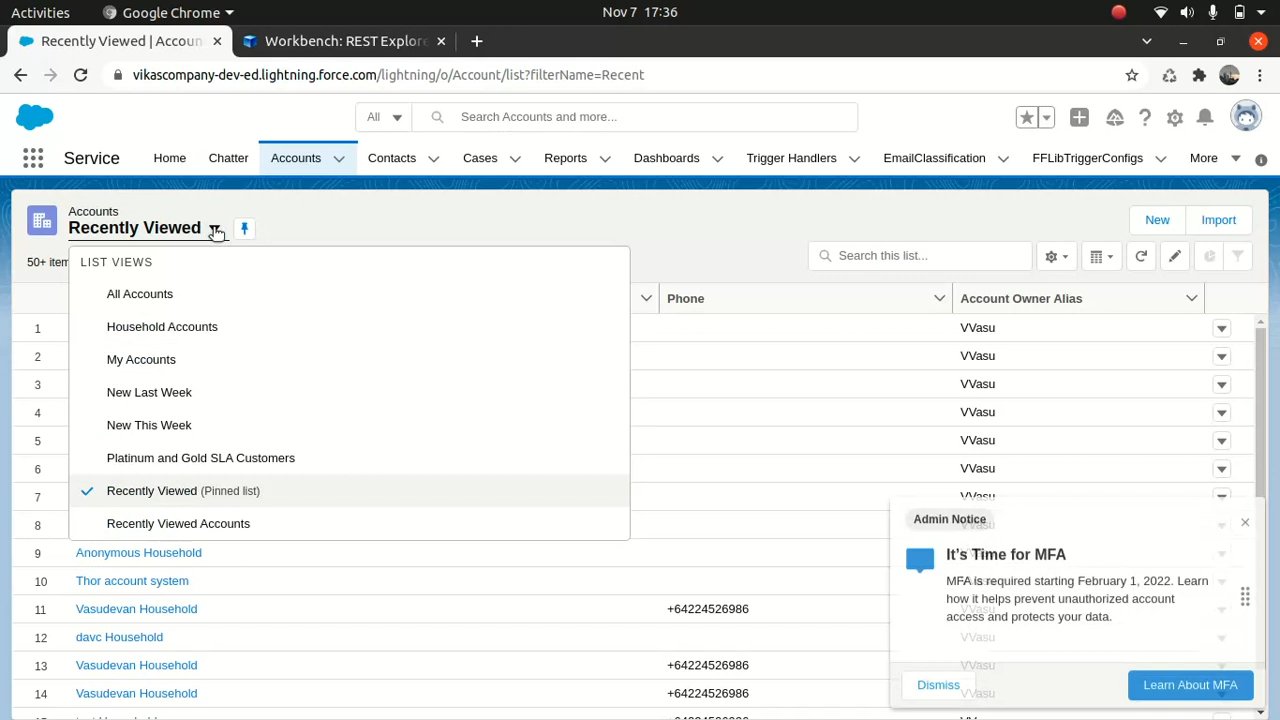 Activities
Google Chrome
Nov 7 17:36
Recently Viewed | Accoun
Workbench: REST Explore
vikascompany-dev-ed.lightning.force.com/lightning/o/Account/list?filterName=Recent
All
Search Accounts and more...
Service
Home
Chatter
Accounts
Contacts
Cases
Reports
Dashboards
Trigger Handlers
EmailClassification
FFLibTriggerConfigs
More
Accounts
Recently Viewed
New
Import
50+ item
Search this list...
LIST VIEWS
All Accounts
Household Accounts
My Accounts
New Last Week
New This Week
Platinum and Gold SLA Customers
Recently Viewed (Pinned list)
Recently Viewed Accounts
Phone
Account Owner Alias
1 VVasu
2 VVasu
3 VVasu
4 VVasu
5 VVasu
6 VVasu
7 VVasu
8 VVasu
9 Anonymous Household
10 Thor account system
11 Vasudevan Household +64224526986 VVasu
12 davc Household VVasu
13 Vasudevan Household +64224526986 VVasu
14 Vasudevan Household +64224526986 VVasu
Admin Notice
It's Time for MFA
MFA is required starting February 1, 2022. Learn
how it helps prevent unauthorized account
access and protects your data.
Dismiss
Learn About MFA